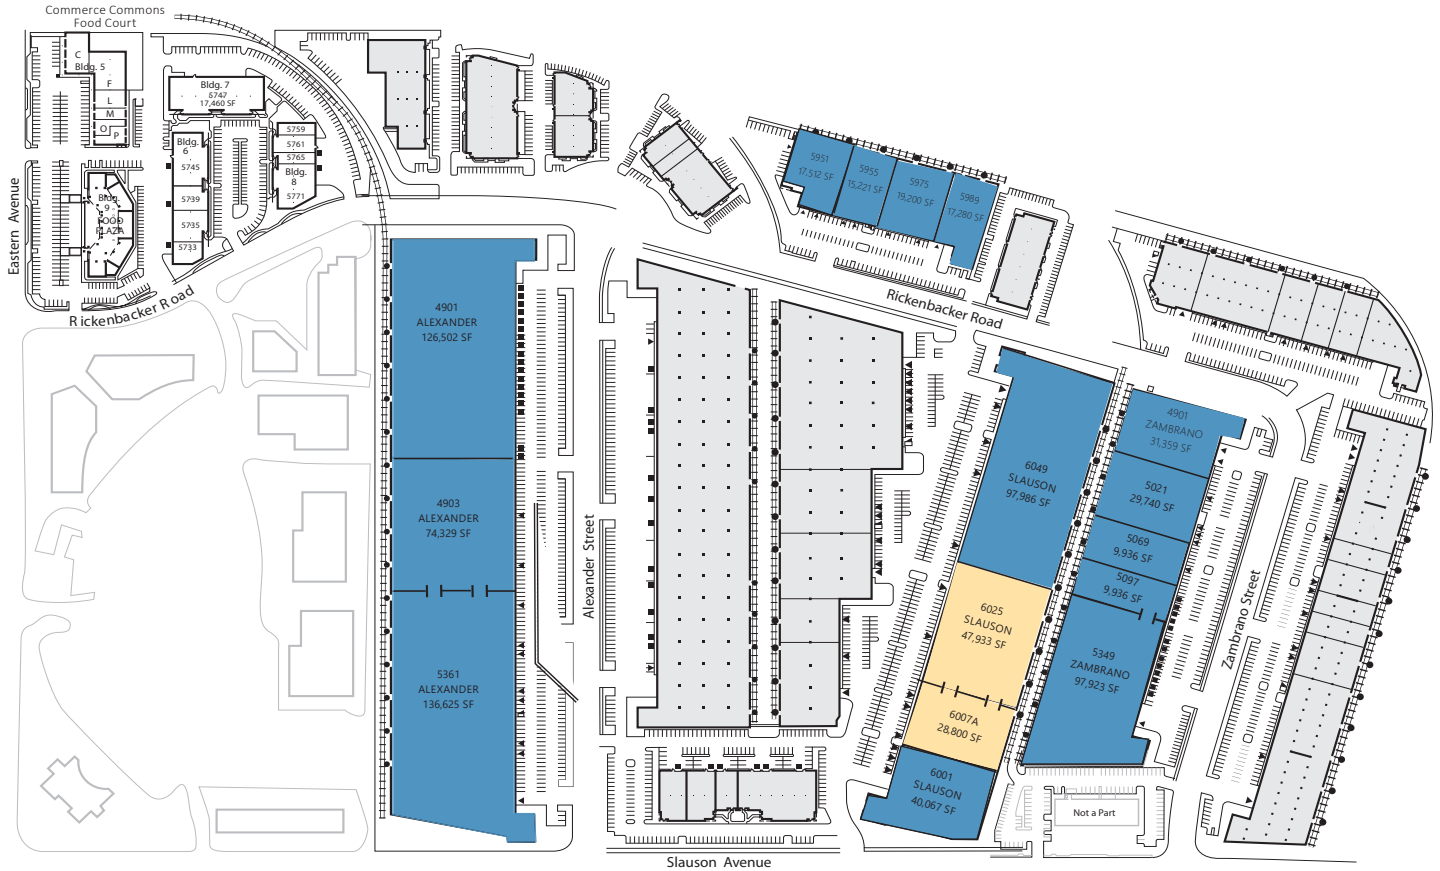 Commerce Commons
Food Court
C
Bldg. 5
F
L
M
O
P
Bldg. 7
5747
17,460 SF
Bldg.
6
5745
5739
5735
5733
5759
5761
5765
Bldg.
8
5771
Bldg.
9
FOOD
PLAZA
Eastern Avenue
Rickenbacker Road
4901
ALEXANDER
126,502 SF
4903
ALEXANDER
74,329 SF
5361
ALEXANDER
136,625 SF
Alexander Street
5951
17,512 SF
5955
15,221 SF
5975
19,200 SF
5989
17,280 SF
Rickenbacker Road
6049
SLAUSON
97,986 SF
6025
SLAUSON
47,933 SF
6007A
28,800 SF
6001
SLAUSON
40,067 SF
4901
ZAMBRANO
31,359 SF
5021
29,740 SF
5069
9,936 SF
5097
9,936 SF
5349
ZAMBRANO
97,923 SF
Zambrano Street
Not a Part
Slauson Avenue